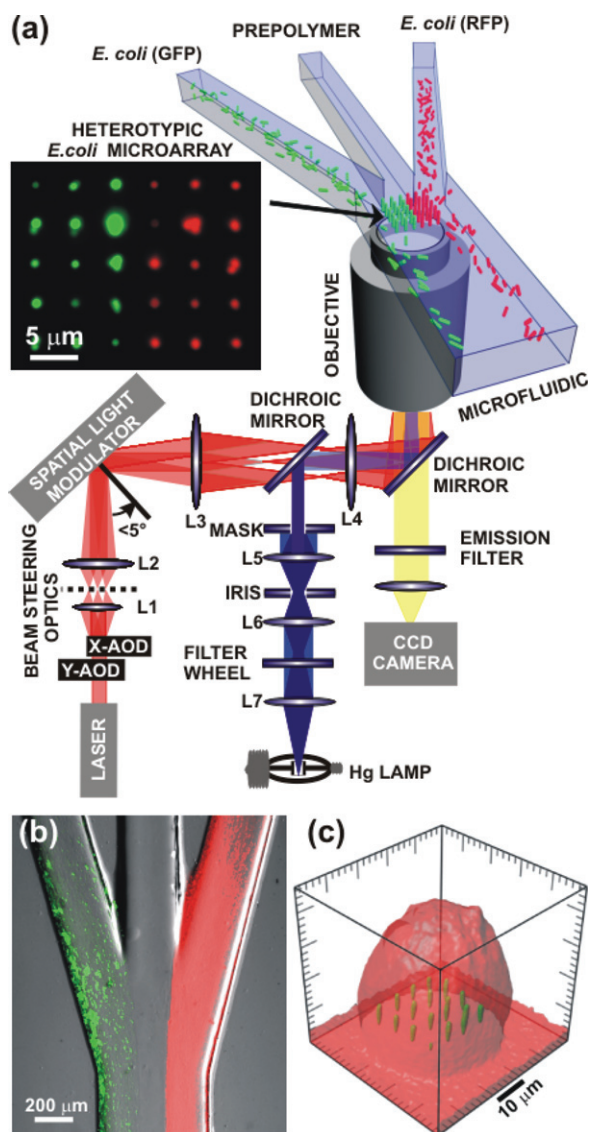 (a)
E. coli (RFP)
PREPOLYMER
E. coli (GFP)
HETEROTYPIC
E.coli MICROARRAY
5 μm
OBJECTIVE
MICROFLUIDIC
SPATIAL LIGHT
MODULATOR
DICHROIC
MIRROR
DICHROIC
MIRROR
<5°
L3
L4
MASK
L2
L5
EMISSION
FILTER
BEAM STEERING
OPTICS
L1
IRIS
X-AOD
L6
Y-AOD
FILTER
WHEEL
CCD
CAMERA
L7
LASER
Hg LAMP
(b)
200 μm
(c)
10 μm